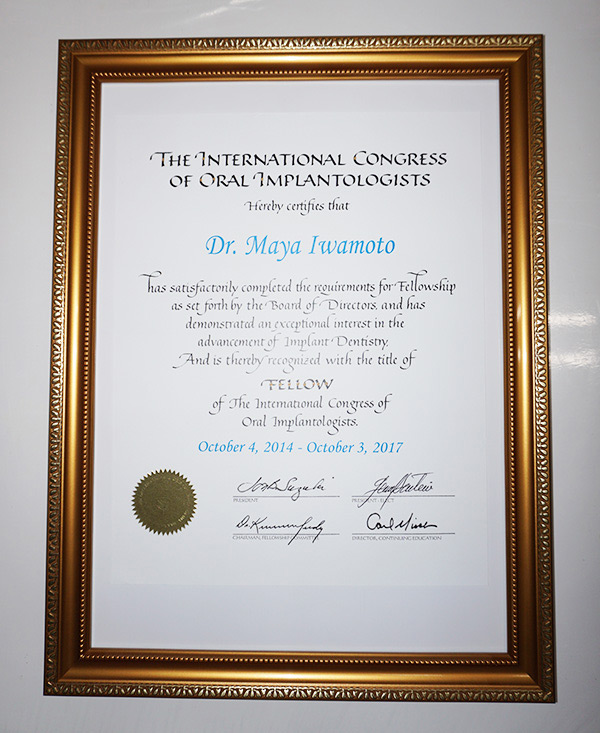 THE INTERNATIONAL CONGRESS
OF ORAL IMPLANTOLOGISTS
Hereby certifies that
Dr. Maya Iwamoto
has satisfactorily completed the requirements for Fellowship
as set forth by the Board of Directors, and has
demonstrated an exceptional interest in the
advancement of Implant Dentistry.
And is thereby recognized with the title of
FELLOW
of The International Congress of
Oral Implantologists.
October 4, 2014 - October 3, 2017
PRESIDENT
PRESIDENT-ELECT
CHAIRMAN, FELLOWSHIP COMMITTEE
DIRECTOR, CONTINUING EDUCATION